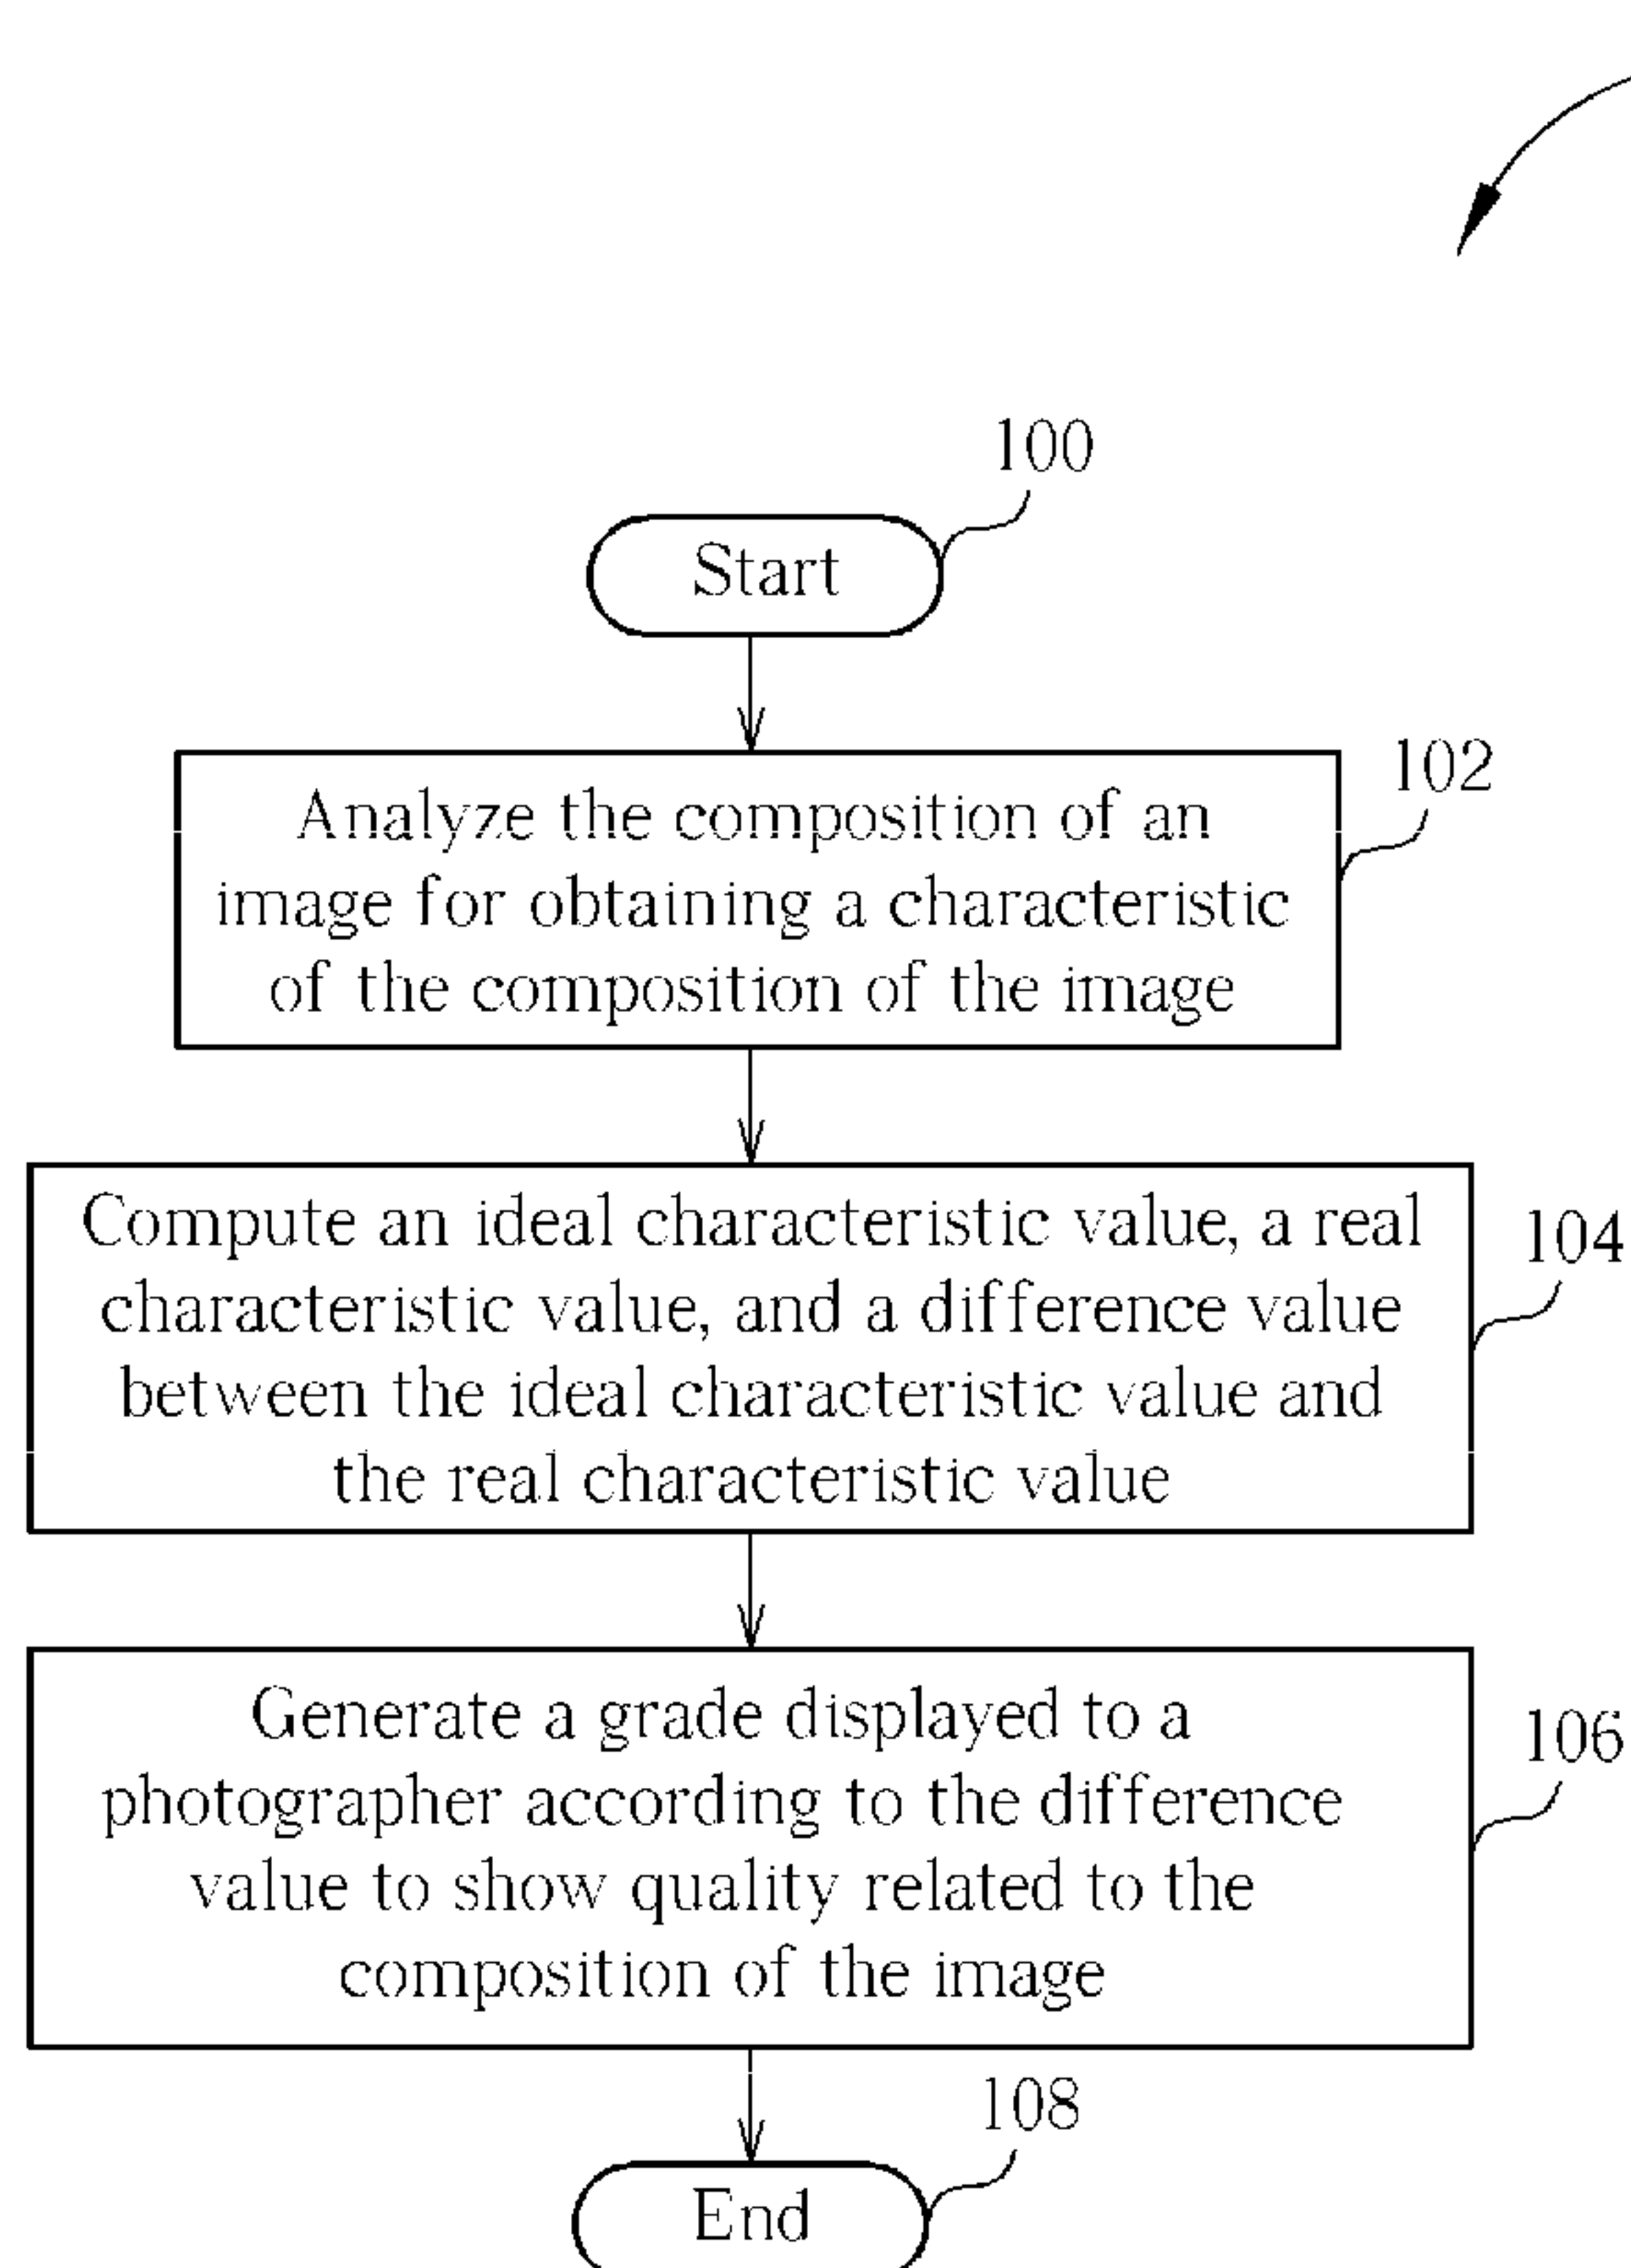 100
Start
102
Analyze the composition of an
image for obtaining a characteristic
of the composition of the image
104
Compute an ideal characteristic value, a real
characteristic value, and a difference value
between the ideal characteristic value and
the real characteristic value
106
Generate a grade displayed to a
photographer according to the difference
value to show quality related to the
composition of the image
108
End